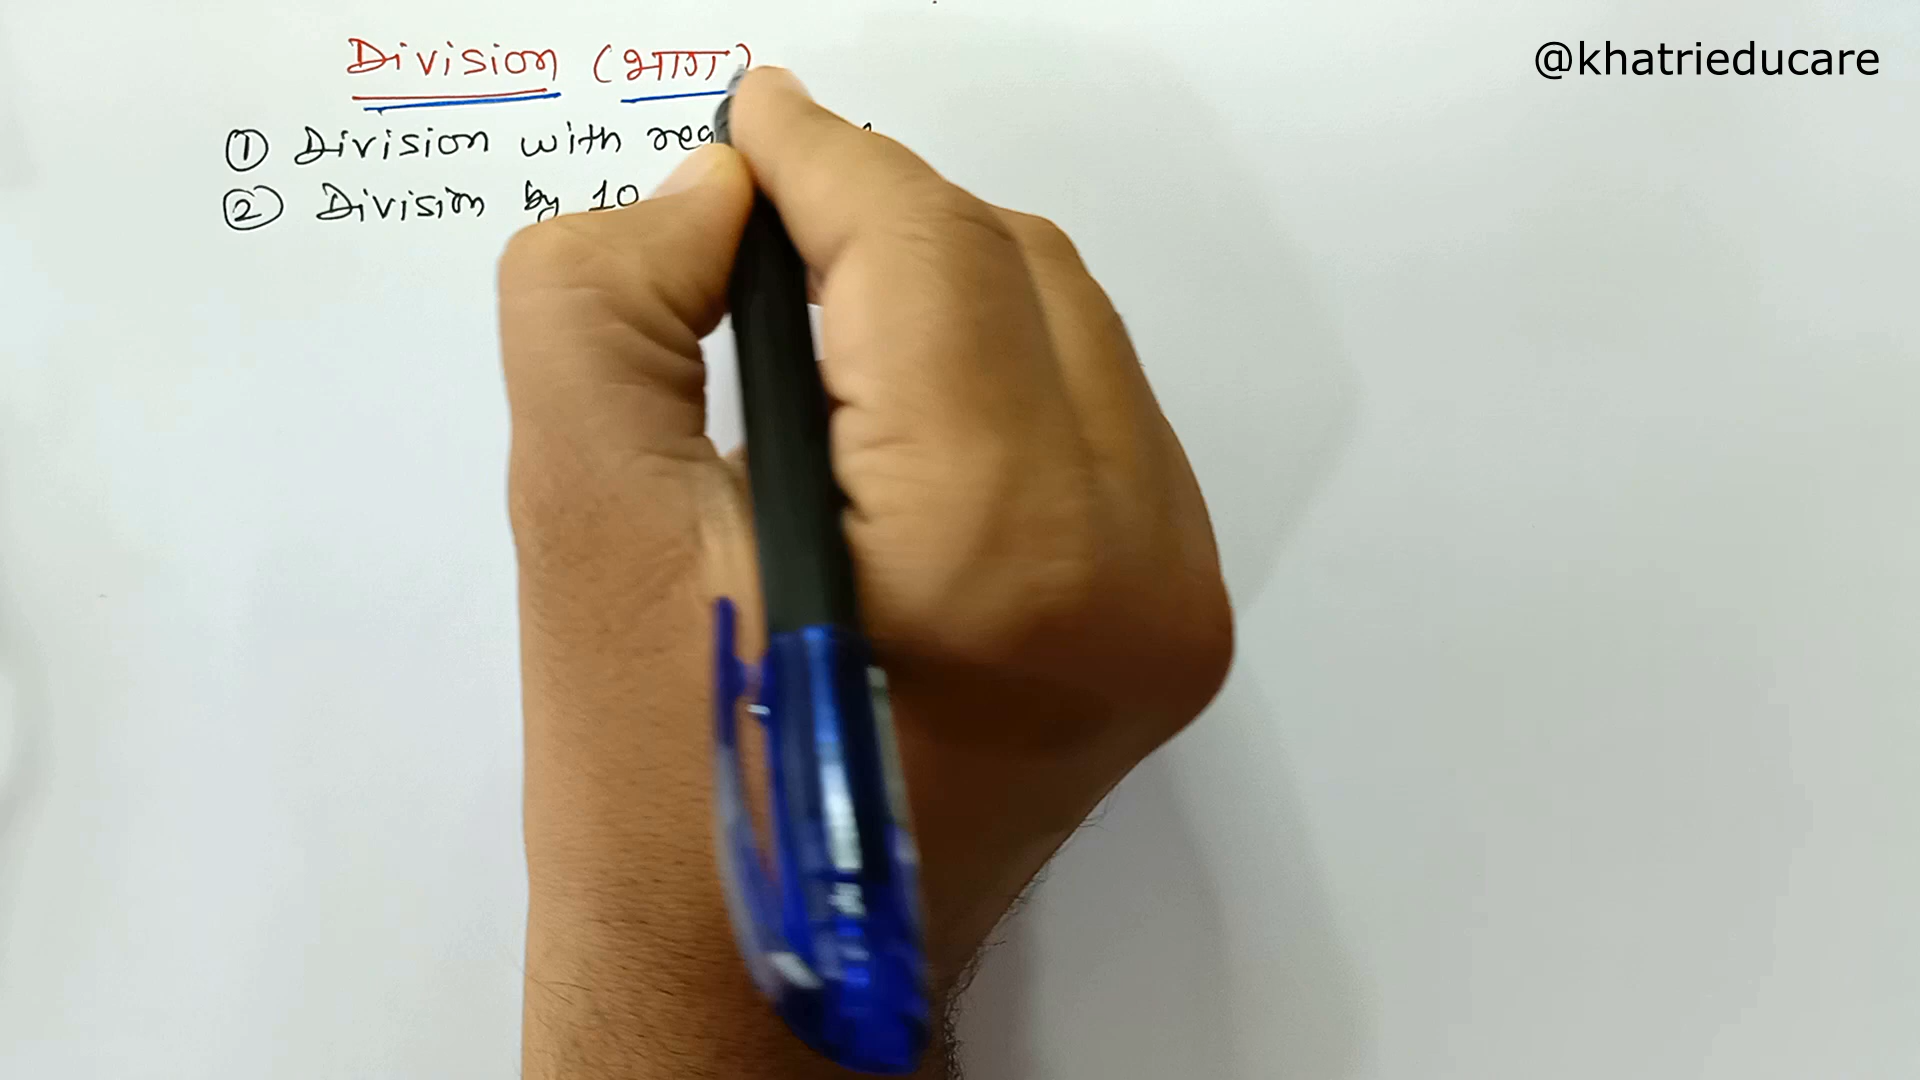 Division (भाग)
@khatrieducare
① Division with
② Division by 10